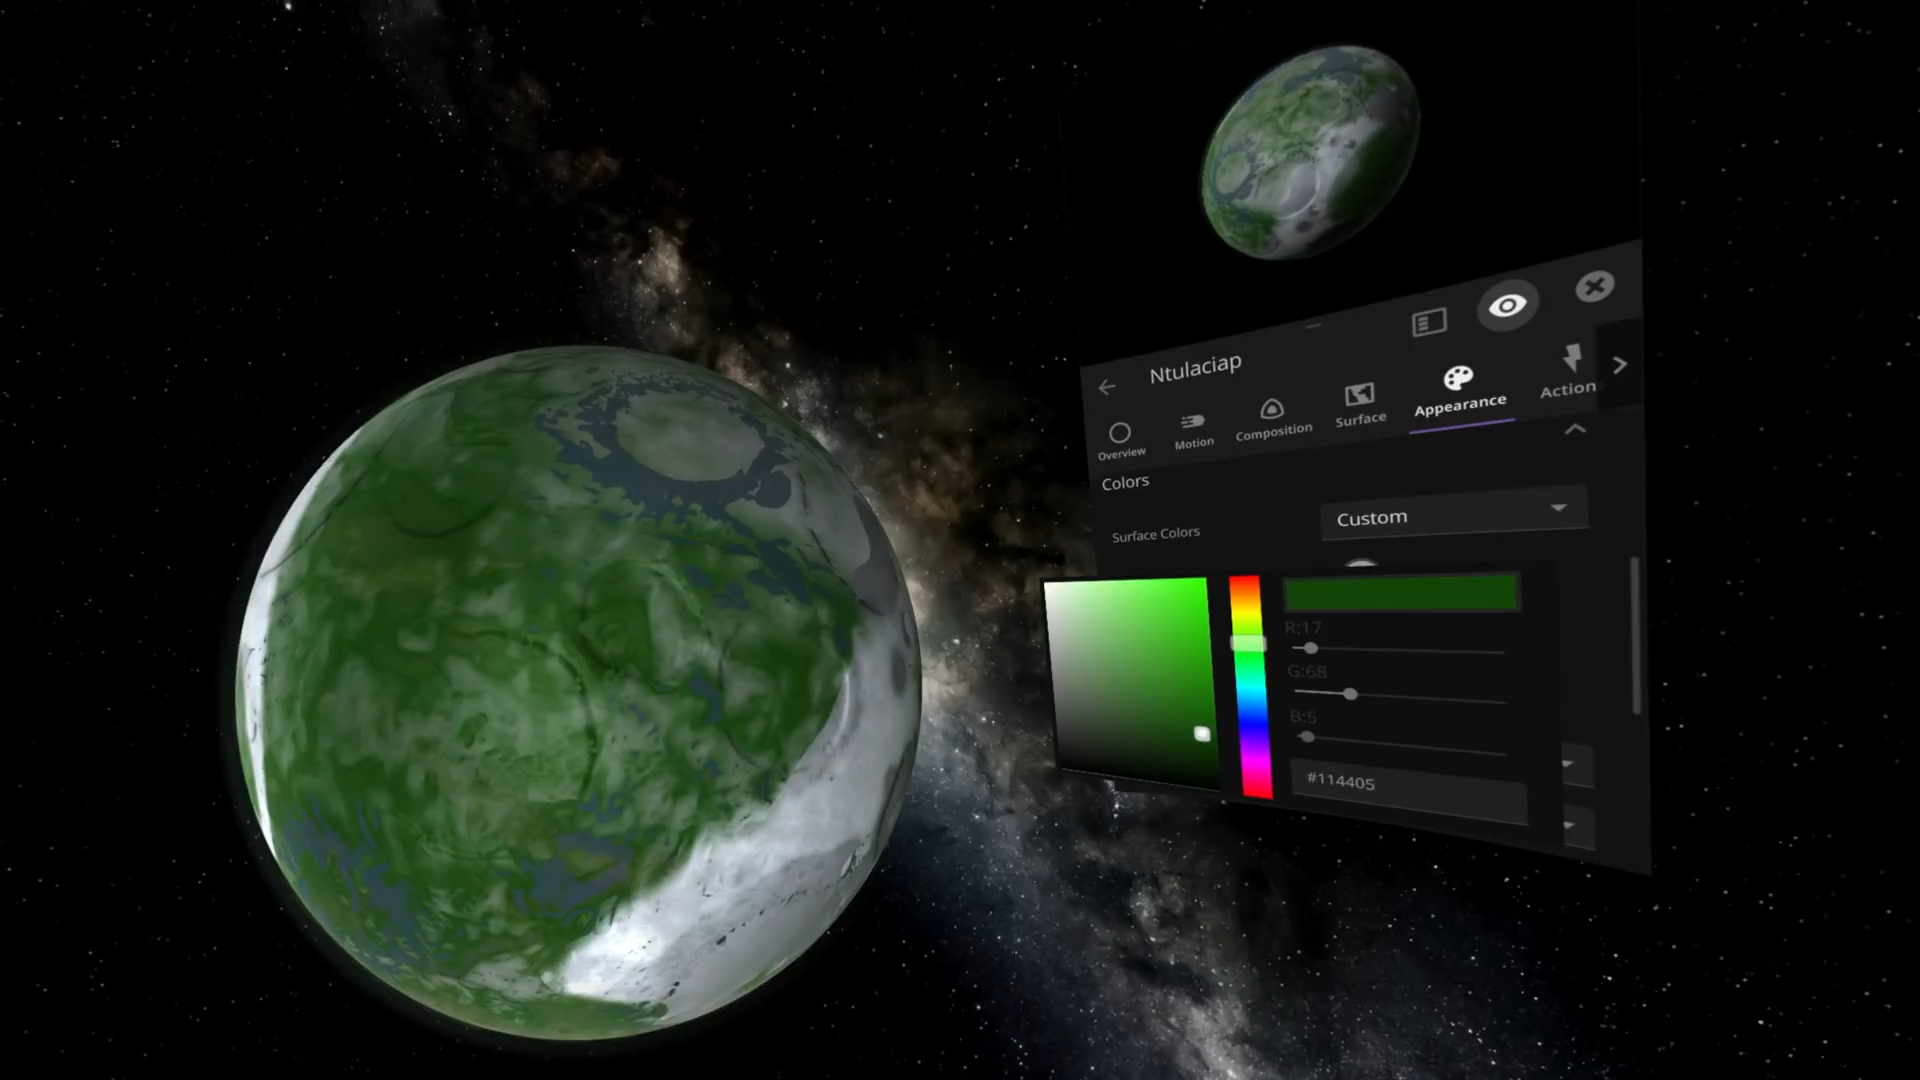 Ntulaciap
Overview
Motion
Composition
Surface
Appearance
Action
Colors
Surface Colors
Custom
R:17
G:68
B:5
#114405